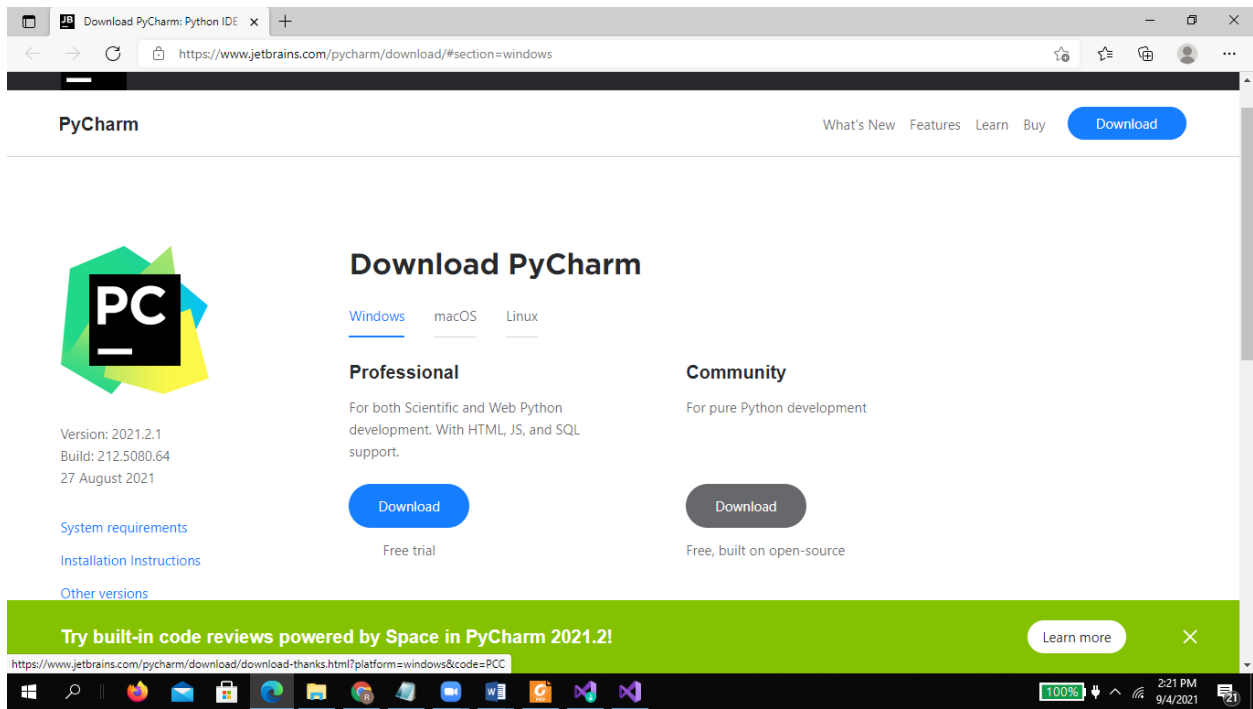 JB
Download PyCharm: Python IDE
https://www.jetbrains.com/pycharm/download/#section=windows
PyCharm
What's New Features Learn Buy Download
PC
Download PyCharm
Windows macOS Linux
Professional
For both Scientific and Web Python
development. With HTML, JS, and SQL
support.
Download
Free trial
Community
For pure Python development
Download
Free, built on open-source
Version: 2021.2.1
Build: 212.5080.64
27 August 2021
System requirements
Installation Instructions
Other versions
Try built-in code reviews powered by Space in PyCharm 2021.2!
Learn more
https://www.jetbrains.com/pycharm/download/download-thanks.html?platform=windows&code=PCC
100%
2:21 PM
9/4/2021
21